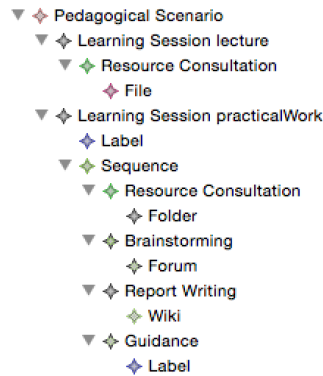 Pedagogical Scenario
Learning Session lecture
Resource Consultation
File
Learning Session practicalWork
Label
Sequence
Resource Consultation
Folder
Brainstorming
Forum
Report Writing
Wiki
Guidance
Label